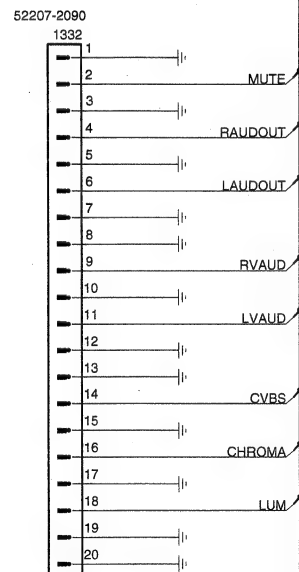 52207-2090
1332
1
2 MUTE
3
4 RAUDOUT
5
6 LAUDOUT
7
8
9 RVAUD
10
11 LVAUD
12
13
14 CVBS
15
16 CHROMA
17
18 LUM
19
20